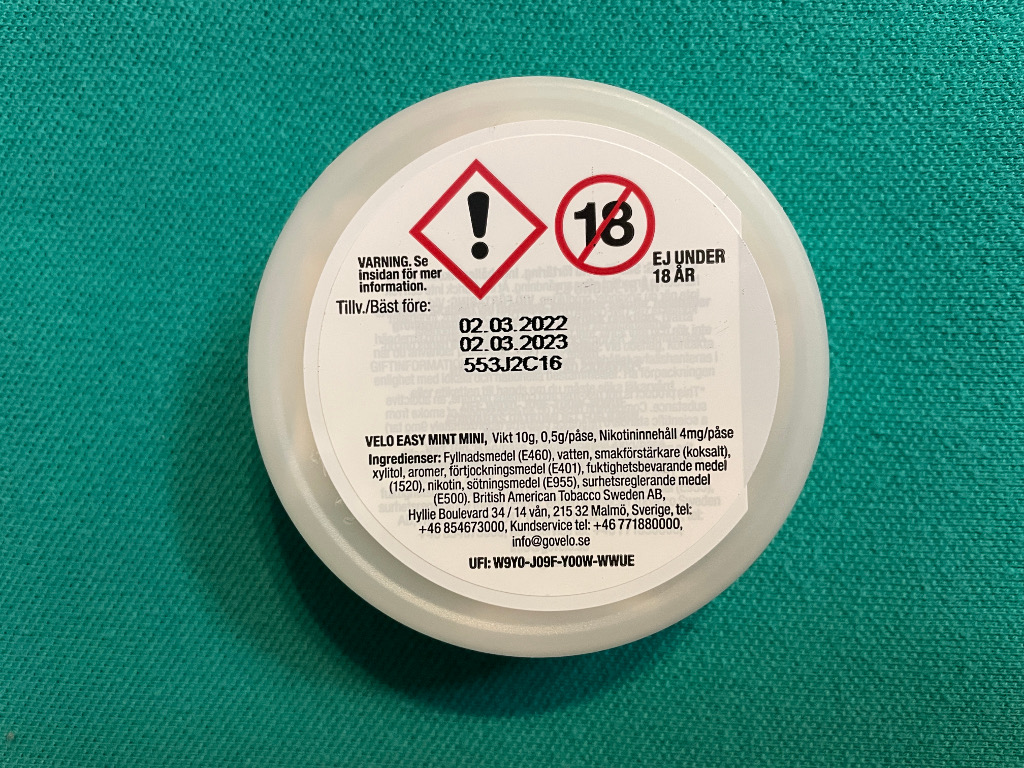 !
18
VARNING. Se
insidan för mer
information.
EJ UNDER
18 ÅR
Tillv./Bäst före:
02.03.2022
02.03.2023
553J2C16
VELO EASY MINT MINI, Vikt 10g, 0,5g/påse, Nikotininnehåll 4mg/påse
Ingredienser: Fyllnadsmedel (E460), vatten, smakförstärkare (koksalt),
xylitol, aromer, förtjockningsmedel (E401), fuktighetsbevarande medel
(1520), nikotin, sötningsmedel (E955), surhetsreglerande medel
(E500). British American Tobacco Sweden AB,
Hyllie Boulevard 34 / 14 vån, 215 32 Malmö, Sverige, tel:
+46 854673000, Kundservice tel: +46 771880000,
info@govelo.se
UFI: W9Y0-J09F-Y00W-WWUE